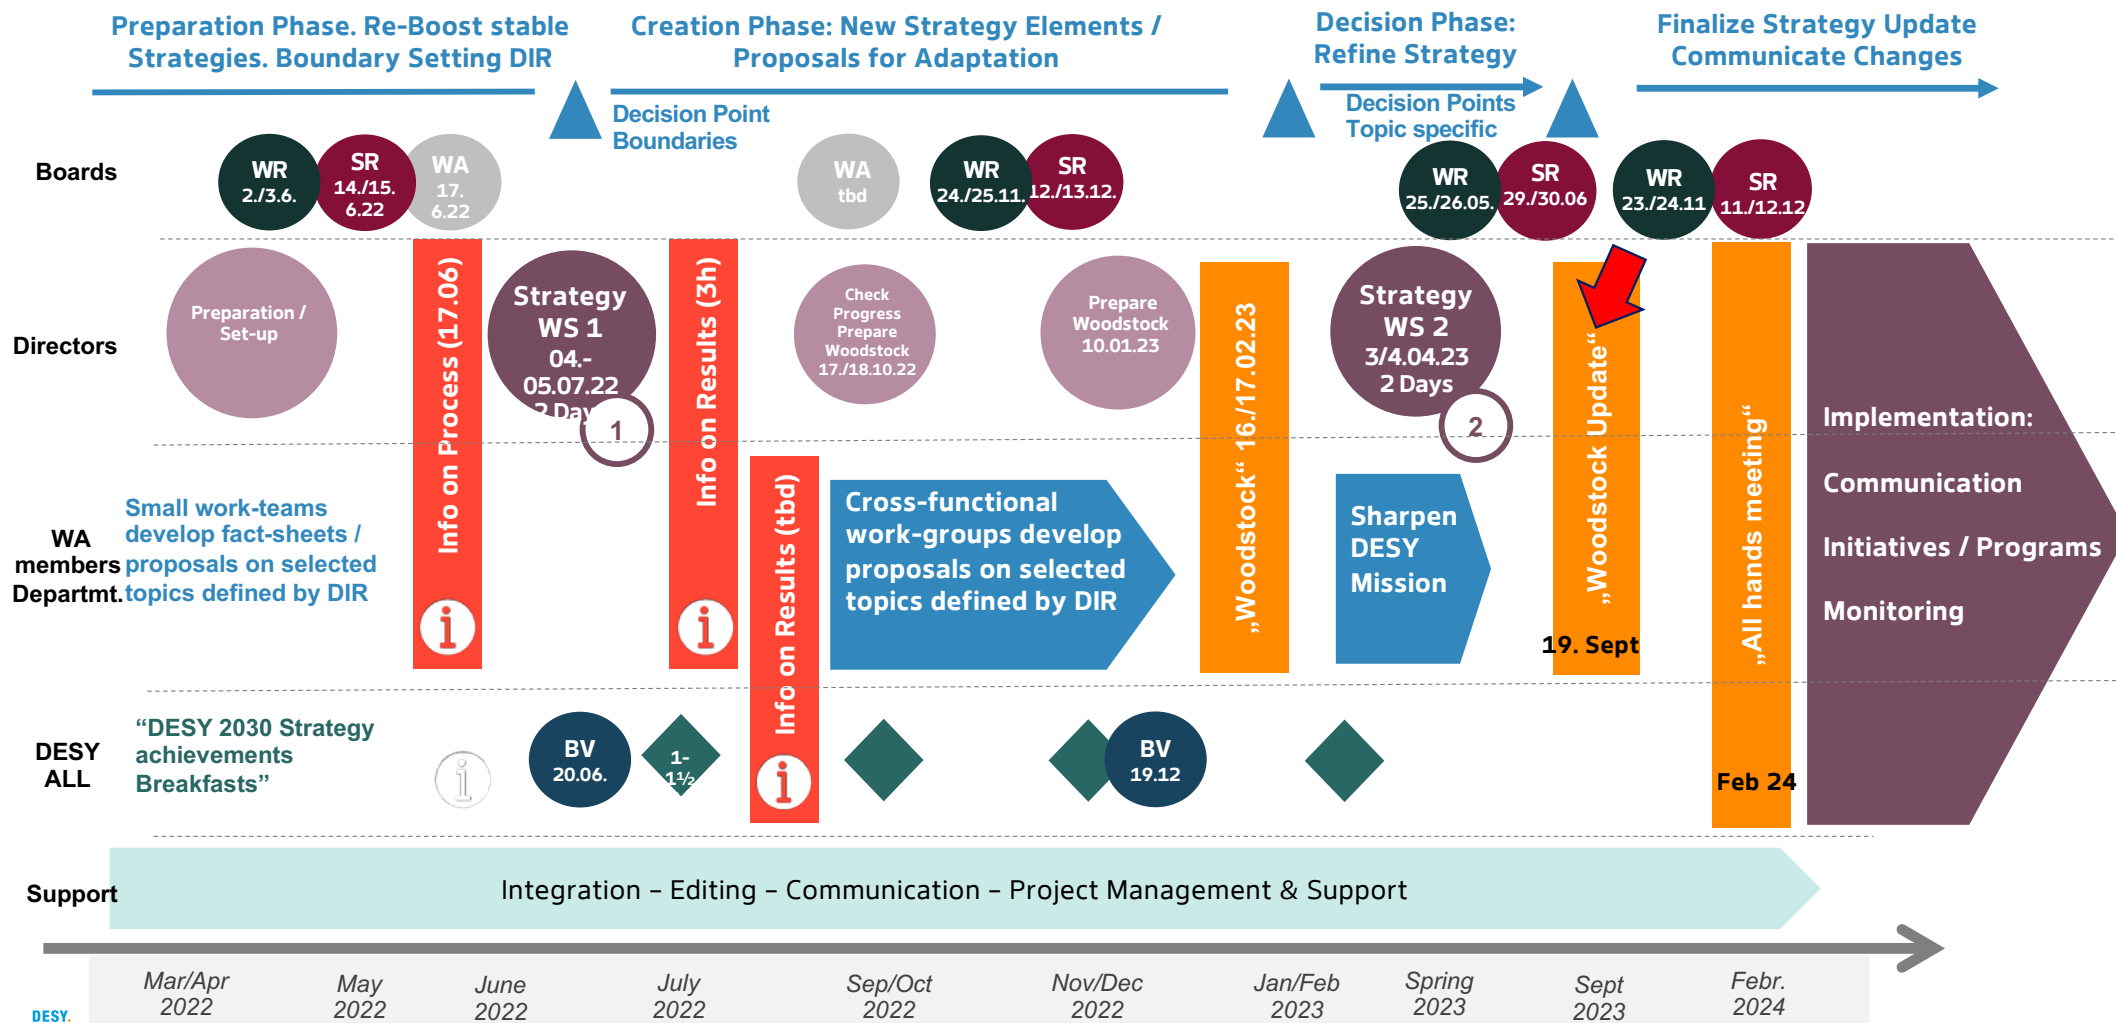 Preparation Phase. Re-Boost stable
Strategies. Boundary Setting DIR
Creation Phase: New Strategy Elements /
Proposals for Adaptation
Decision Phase:
Refine Strategy
Finalize Strategy Update
Communicate Changes
Decision Point
Boundaries
Decision Points
Topic specific
Boards
WR
2./3.6.
SR
14./15.
6.22
WA
17.
6.22
WA
tbd
WR
24./25.11.
SR
12./13.12.
WR
25./26.05.
SR
29./30.06
WR
23./24.11
SR
11./12.12
Directors
Preparation /
Set-up
Info on Process (17.06)
Strategy
WS 1
04.-
05.07.22
2 Days
1
Info on Results (3h)
Check
Progress
Prepare
Woodstock
17./18.10.22
Prepare
Woodstock
10.01.23
„Woodstock“ 16./17.02.23
Strategy
WS 2
3/4.04.23
2 Days
2
„Woodstock Update“
19. Sept
„All hands meeting“
Feb 24
Implementation:
Communication
Initiatives / Programs
Monitoring
WA
members
Departmt.
Small work-teams
develop fact-sheets /
proposals on selected
topics defined by DIR
i
i
Info on Results (tbd)
i
Cross-functional
work-groups develop
proposals on selected
topics defined by DIR
Sharpen
DESY
Mission
DESY
ALL
“DESY 2030 Strategy
achievements
Breakfasts”
i
BV
20.06.
1-
1½
BV
19.12
Support
Integration – Editing – Communication – Project Management & Support
Mar/Apr
2022
May
2022
June
2022
July
2022
Sep/Oct
2022
Nov/Dec
2022
Jan/Feb
2023
Spring
2023
Sept
2023
Febr.
2024
DESY.